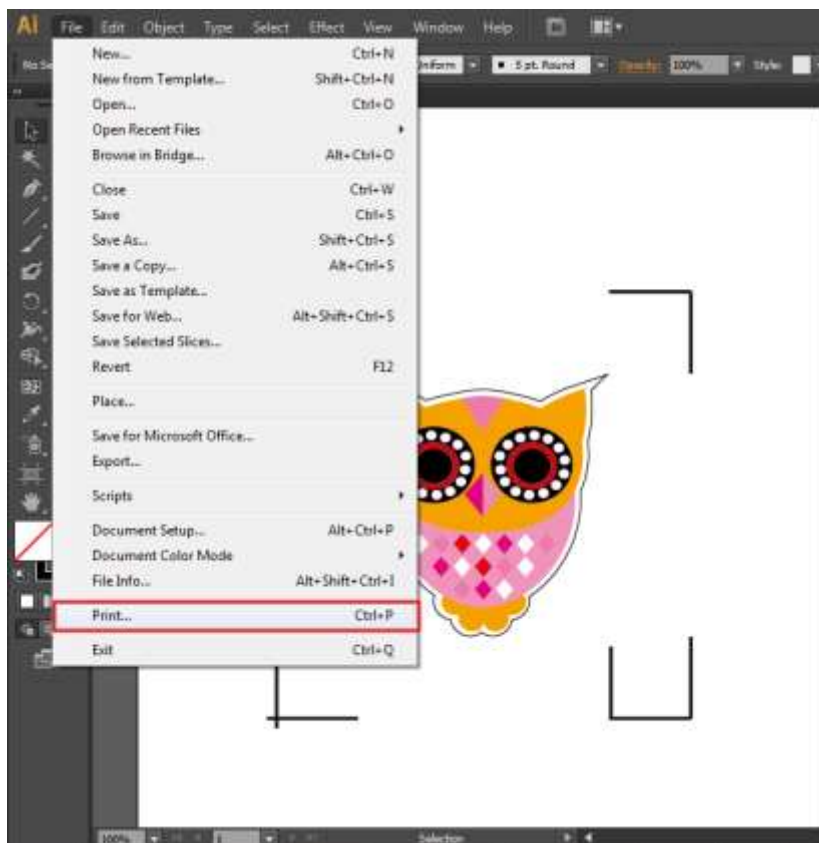 Ai File Edit Object Type Select Effect View Window Help
Uniform 5 pt. Round Opacity: 100% Style:
New... Ctrl+N
New from Template... Shift+Ctrl+N
Open... Ctrl+O
Open Recent Files
Browse in Bridge... Alt+Ctrl+O
Close Ctrl+W
Save Ctrl+S
Save As... Shift+Ctrl+S
Save a Copy... Alt+Ctrl+S
Save as Template...
Save for Web... Alt+Shift+Ctrl+S
Save Selected Slices...
Revert F12
Place...
Save for Microsoft Office...
Export...
Scripts
Document Setup... Alt+Ctrl+P
Document Color Mode
File Info... Alt+Shift+Ctrl+I
Print... Ctrl+P
Exit Ctrl+Q
100% 1 Selection